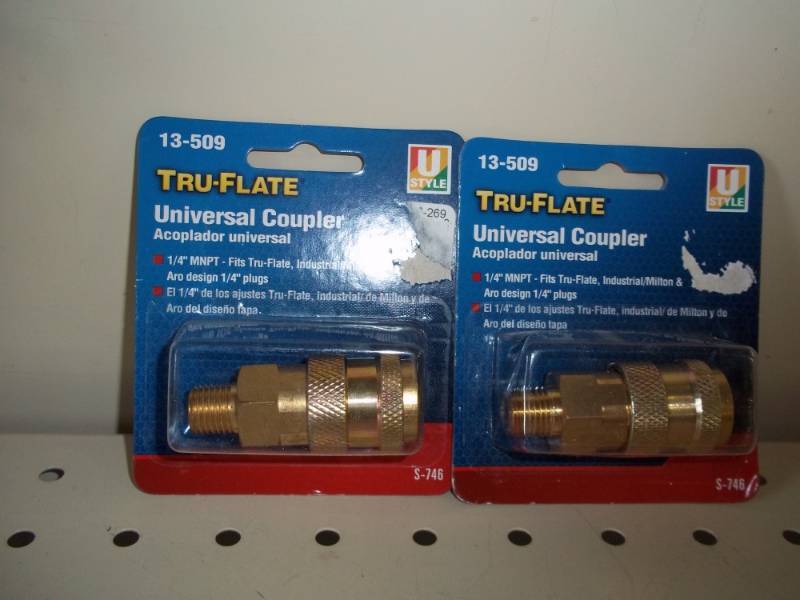 13-509
TRU-FLATE
U
STYLE
Universal Coupler
-269
Acoplador universal
1/4" MNPT - Fits Tru-Flate, Industrial/
Aro design 1/4" plugs
El 1/4" de los ajustes Tru-Flate, industrial/ de Milton y de
Aro del diseño tapa.
S-746
13-509
TRU-FLATE
U
STYLE
Universal Coupler
Acoplador universal
1/4" MNPT - Fits Tru-Flate, Industrial/Milton &
Aro design 1/4" plugs
El 1/4" de los ajustes Tru-Flate, industrial/ de Milton y de
Aro del diseño tapa
S-746